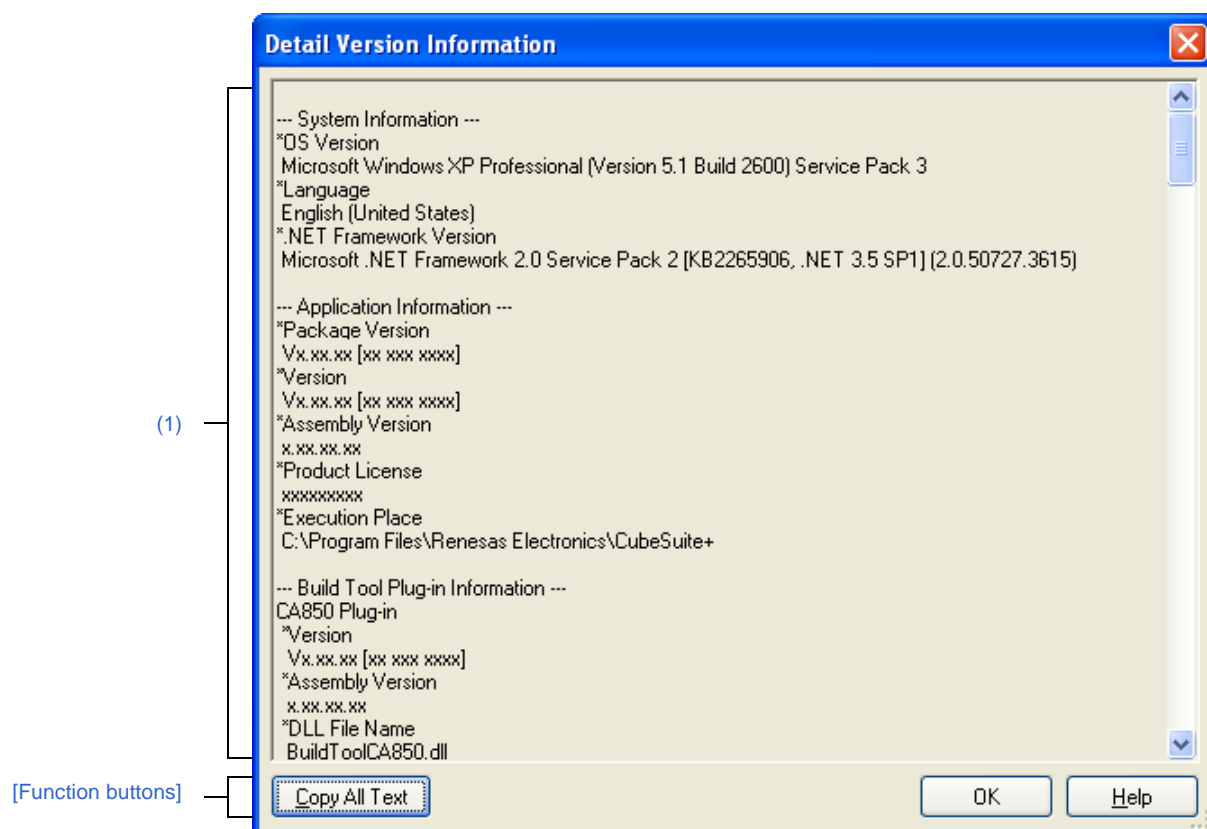 Detail Version Information
--- System Information ---
*OS Version
Microsoft Windows XP Professional (Version 5.1 Build 2600) Service Pack 3
*Language
English (United States)
*.NET Framework Version
Microsoft .NET Framework 2.0 Service Pack 2 [KB2265906, .NET 3.5 SP1] (2.0.50727.3615)
--- Application Information ---
*Package Version
Vx.xx.xx [xx xxx xxxx]
*Version
Vx.xx.xx [xx xxx xxxx]
*Assembly Version
x.xx.xx.xx
*Product License
xxxxxxxxx
*Execution Place
C:\Program Files\Renesas Electronics\CubeSuite+
--- Build Tool Plug-in Information ---
CA850 Plug-in
*Version
Vx.xx.xx [xx xxx xxxx]
*Assembly Version
x.xx.xx.xx
*DLL File Name
BuildToolCA850.dll
(1)
[Function buttons]
Copy All Text
OK
Help